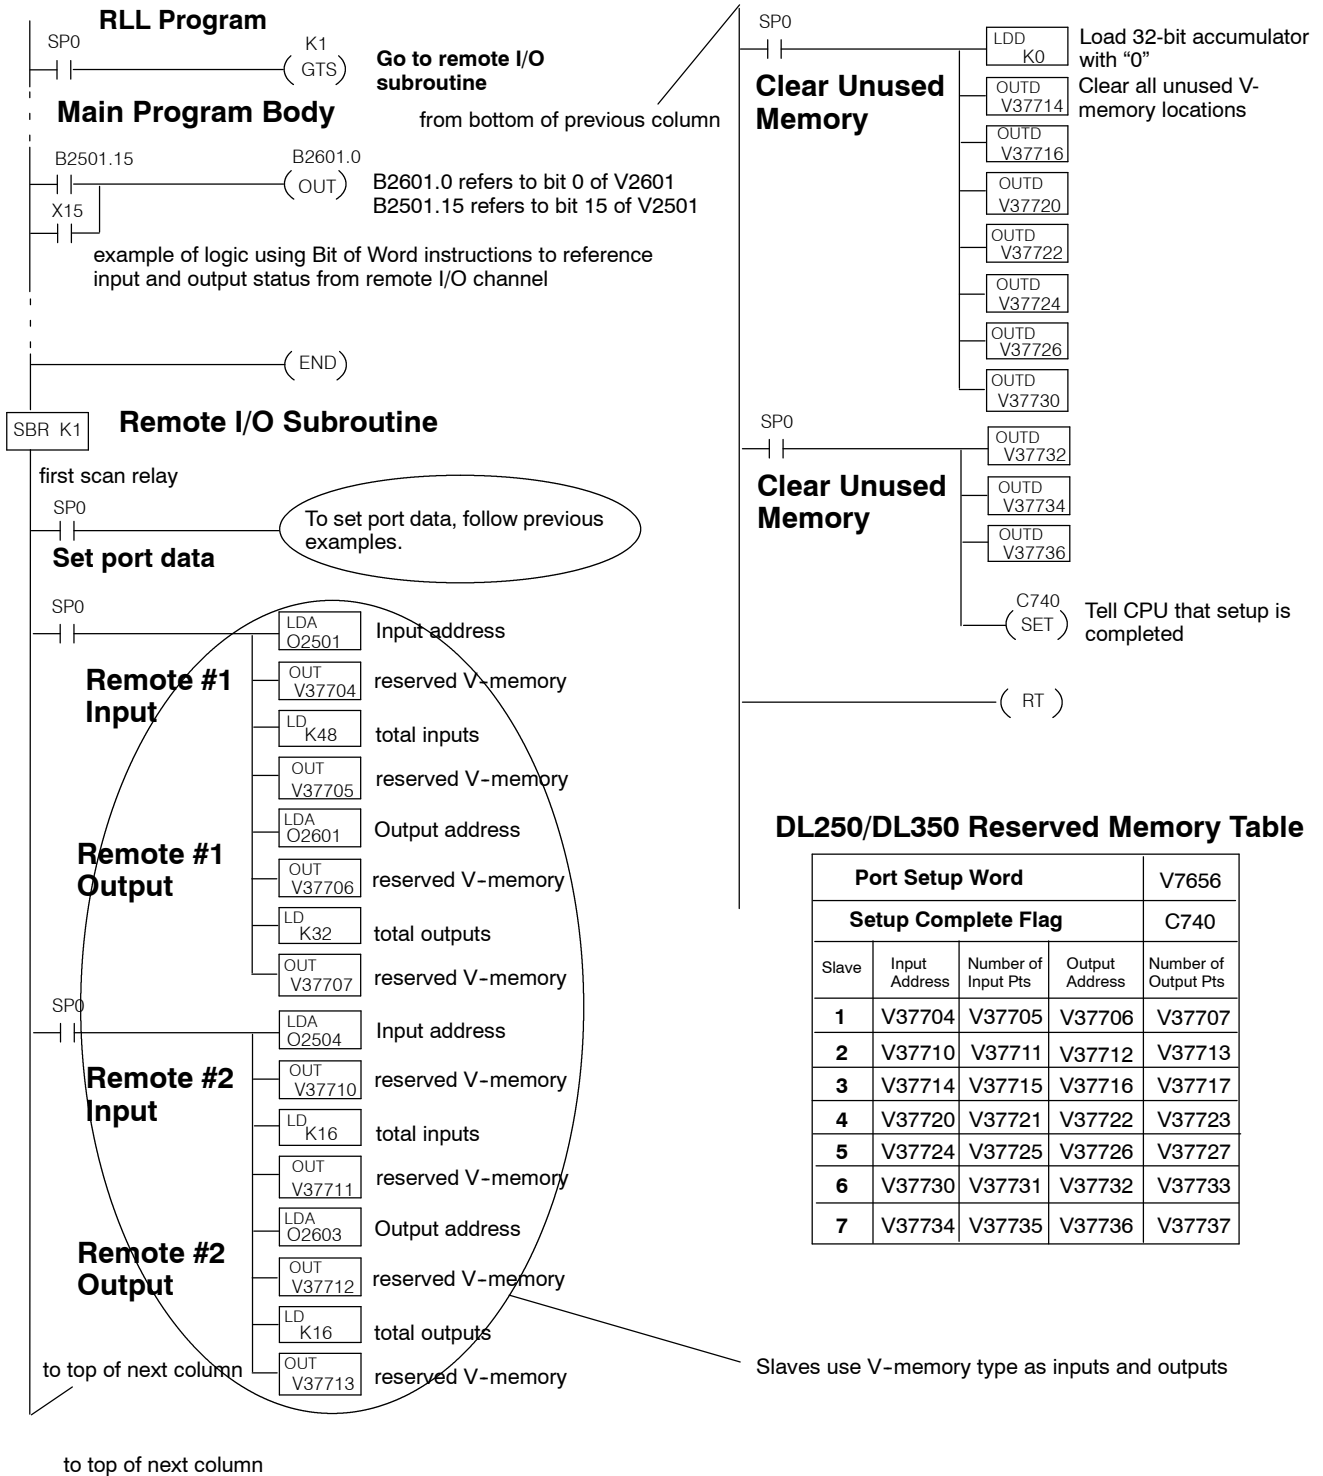 RLL Program
SP0
K1
GTS
Go to remote I/O
subroutine
Main Program Body
from bottom of previous column
B2501.15
B2601.0
OUT
B2601.0 refers to bit 0 of V2601
B2501.15 refers to bit 15 of V2501
X15
example of logic using Bit of Word instructions to reference
input and output status from remote I/O channel
END
SBR K1
Remote I/O Subroutine
first scan relay
SP0
To set port data, follow previous
examples.
Set port data
SP0
LDA
O2501
Input address
Remote #1
Input
OUT
V37704
reserved V-memory
LD
K48
total inputs
OUT
V37705
reserved V-memory
LDA
O2601
Output address
Remote #1
Output
OUT
V37706
reserved V-memory
LD
K32
total outputs
OUT
V37707
reserved V-memory
SP0
LDA
O2504
Input address
Remote #2
Input
OUT
V37710
reserved V-memory
LD
K16
total inputs
OUT
V37711
reserved V-memory
LDA
O2603
Output address
Remote #2
Output
OUT
V37712
reserved V-memory
LD
K16
total outputs
OUT
V37713
reserved V-memory
to top of next column
to top of next column
SP0
LDD
K0
Load 32-bit accumulator
with “0”
Clear Unused
Memory
OUTD
V37714
Clear all unused V-
memory locations
OUTD
V37716
OUTD
V37720
OUTD
V37722
OUTD
V37724
OUTD
V37726
OUTD
V37730
SP0
OUTD
V37732
Clear Unused
Memory
OUTD
V37734
OUTD
V37736
C740
SET
Tell CPU that setup is
completed
RT
DL250/DL350 Reserved Memory Table
Port Setup Word V7656
Setup Complete Flag C740
Slave Input Address Number of Input Pts Output Address Number of Output Pts
1 V37704 V37705 V37706 V37707
2 V37710 V37711 V37712 V37713
3 V37714 V37715 V37716 V37717
4 V37720 V37721 V37722 V37723
5 V37724 V37725 V37726 V37727
6 V37730 V37731 V37732 V37733
7 V37734 V37735 V37736 V37737
Slaves use V-memory type as inputs and outputs